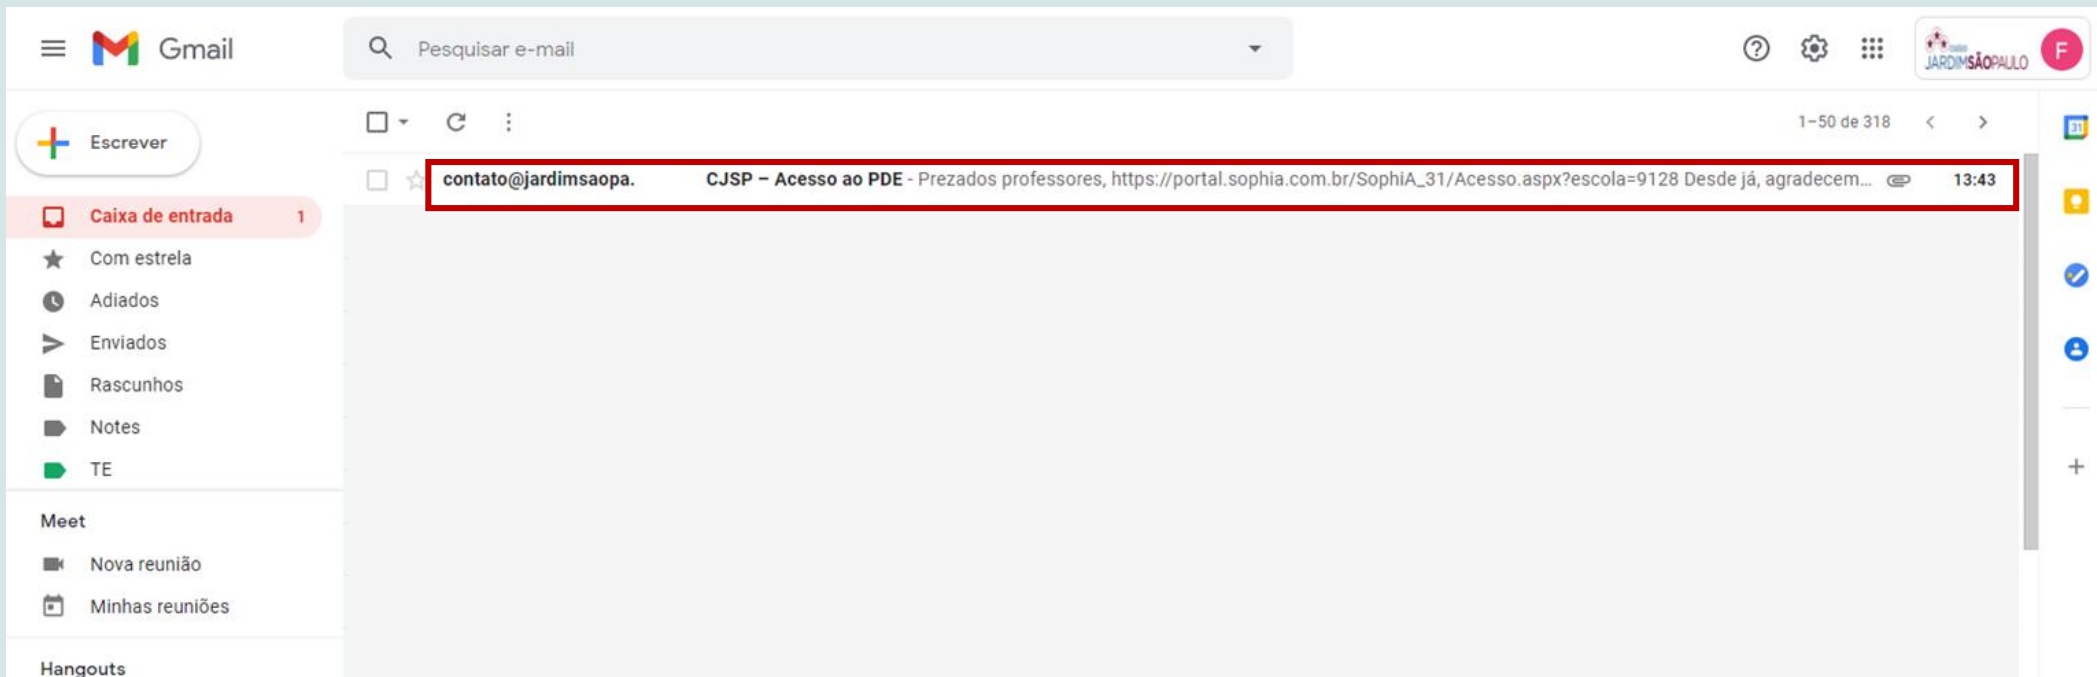 Gmail
Pesquisar e-mail
JARDIMSÃOPAULO
F
Escrever
1–50 de 318
31
contato@jardimsaopa. CJSP – Acesso ao PDE - Prezados professores, https://portal.sophia.com.br/SophiA_31/Acesso.aspx?escola=9128 Desde já, agradecem... 13:43
Caixa de entrada 1
Com estrela
Adiados
Enviados
Rascunhos
Notes
TE
Meet
Nova reunião
Minhas reuniões
Hangouts